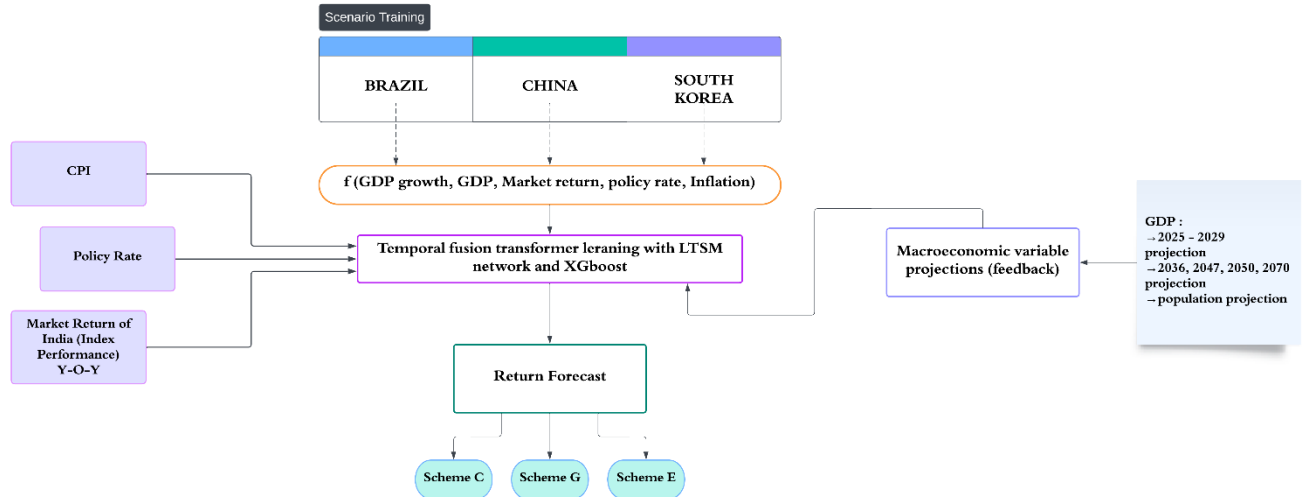 Scenario Training
BRAZIL
CHINA
SOUTH
KOREA
f (GDP growth, GDP, Market return, policy rate, Inflation)
CPI
Policy Rate
Market Return of
India (Index
Performance)
Y-O-Y
Temporal fusion transformer leraning with LTSM
network and XGboost
Macroeconomic variable
projections (feedback)
GDP :
→2025 - 2029
projection
→2036, 2047, 2050, 2070
projection
→population projection
Return Forecast
Scheme C
Scheme G
Scheme E